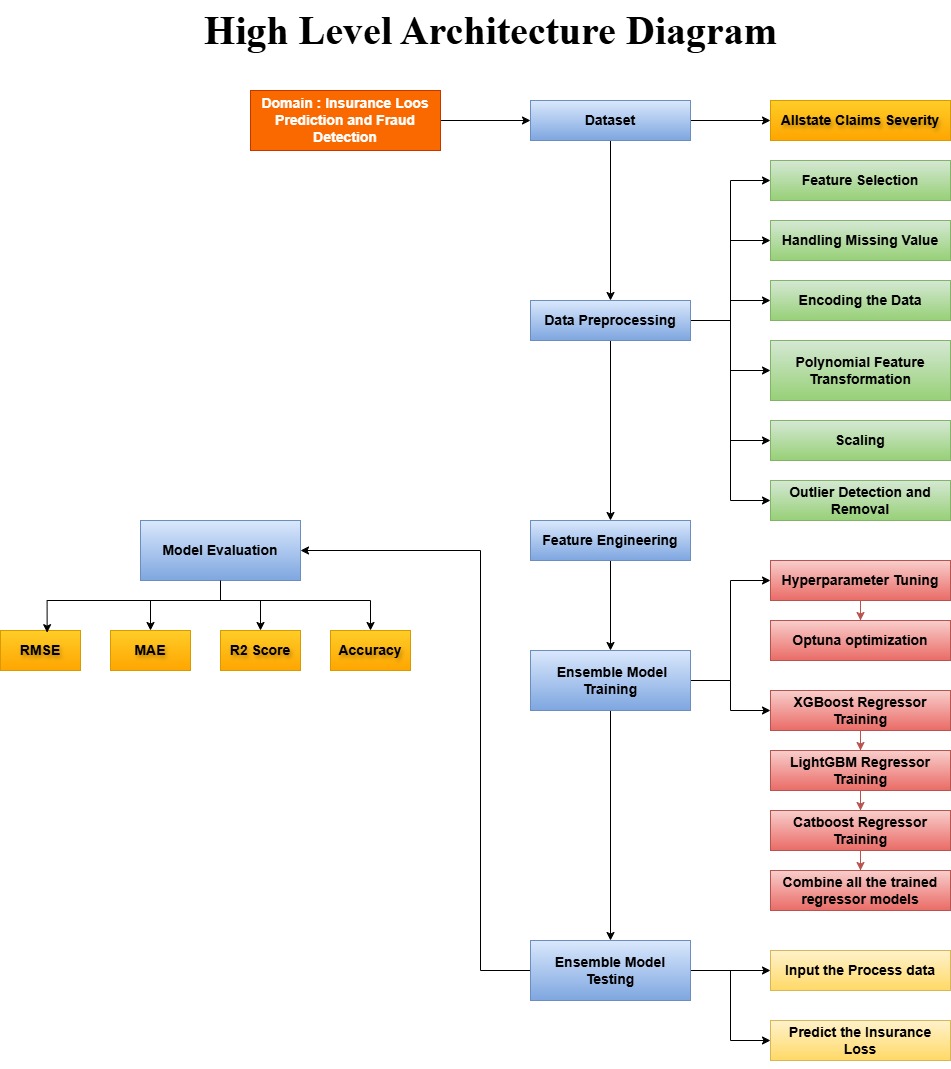 High Level Architecture Diagram
Domain : Insurance Loos
Prediction and Fraud
Detection
Dataset
Allstate Claims Severity
Feature Selection
Handling Missing Value
Encoding the Data
Data Preprocessing
Polynomial Feature
Transformation
Scaling
Outlier Detection and
Removal
Feature Engineering
Model Evaluation
RMSE
MAE
R2 Score
Accuracy
Hyperparameter Tuning
Optuna optimization
Ensemble Model
Training
XGBoost Regressor
Training
LightGBM Regressor
Training
Catboost Regressor
Training
Combine all the trained
regressor models
Ensemble Model
Testing
Input the Process data
Predict the Insurance
Loss